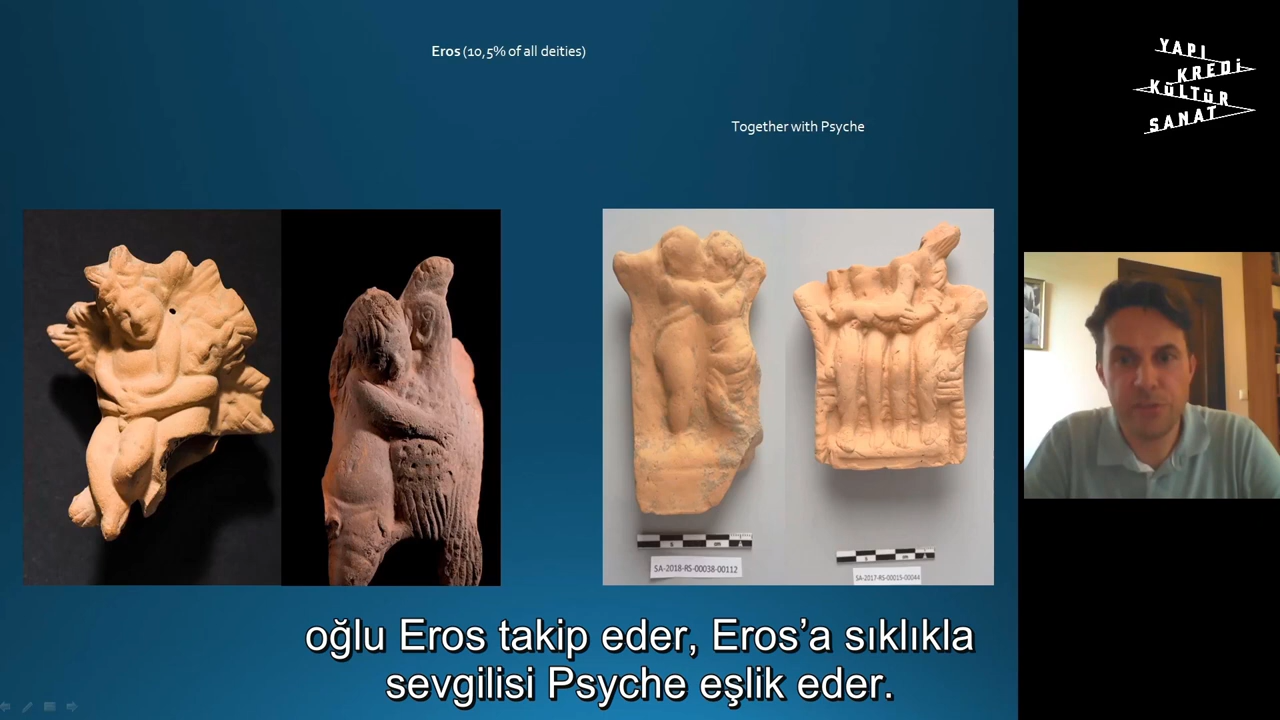 Eros (10,5% of all deities)
Together with Psyche
YAPI
KREDİ
KÜLTÜR
SANAT
SA-2018-RS-00038-00112
SA-2017-RS-00015-00044
oğlu Eros takip eder, Eros’a sıklıkla
sevgilisi Psyche eşlik eder.